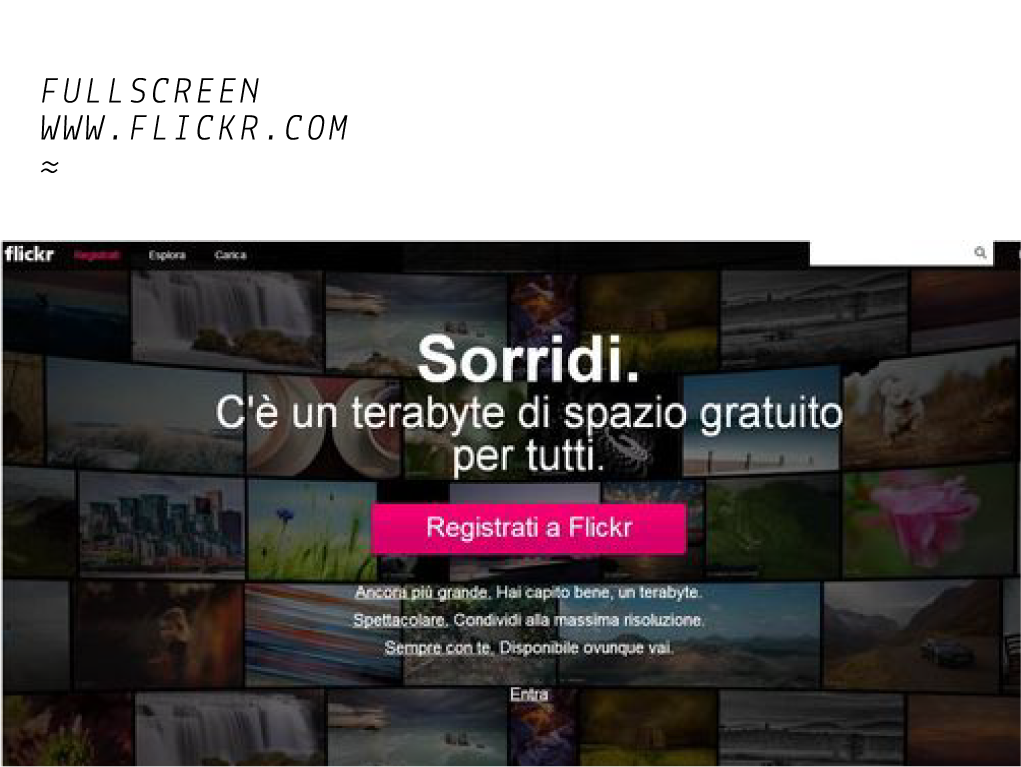 FULLSCREEN
WWW.FLICKR.COM
≈
flickr Registrati Esplora Carica
Sorridi.
C'è un terabyte di spazio gratuito
per tutti.
Registrati a Flickr
Ancora più grande. Hai capito bene, un terabyte.
Spettacolare. Condividi alla massima risoluzione.
Sempre con te. Disponibile ovunque vai.
Entra